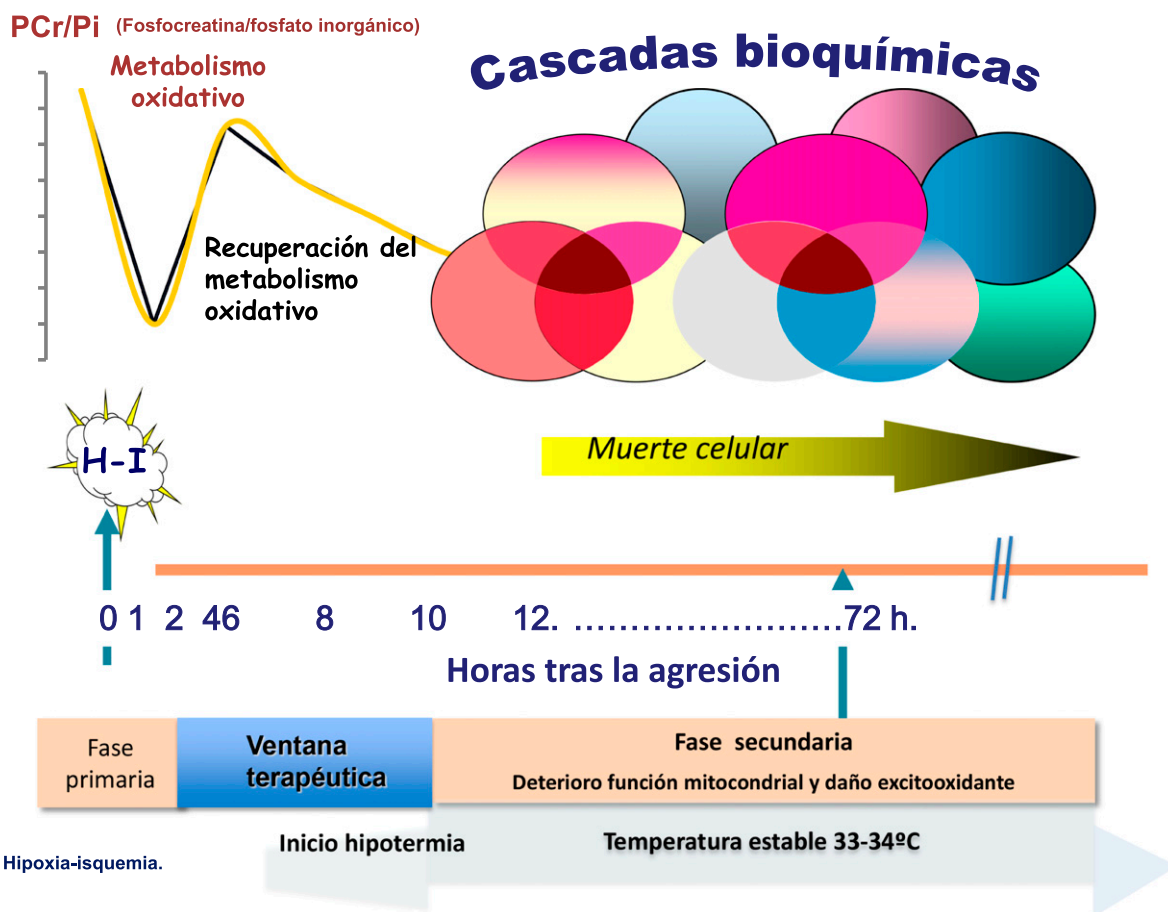 PCr/Pi (Fosfocreatina/fosfato inorgánico)
Cascadas bioquímicas
Metabolismo
oxidativo
Recuperación del
metabolismo
oxidativo
Muerte celular
H-I
0 1 2 46 8 10 12. ........................72 h.
Horas tras la agresión
Fase
primaria
Ventana
terapéutica
Fase secundaria
Deterioro función mitocondrial y daño excitooxidante
Inicio hipotermia
Temperatura estable 33-34ºC
Hipoxia-isquemia.